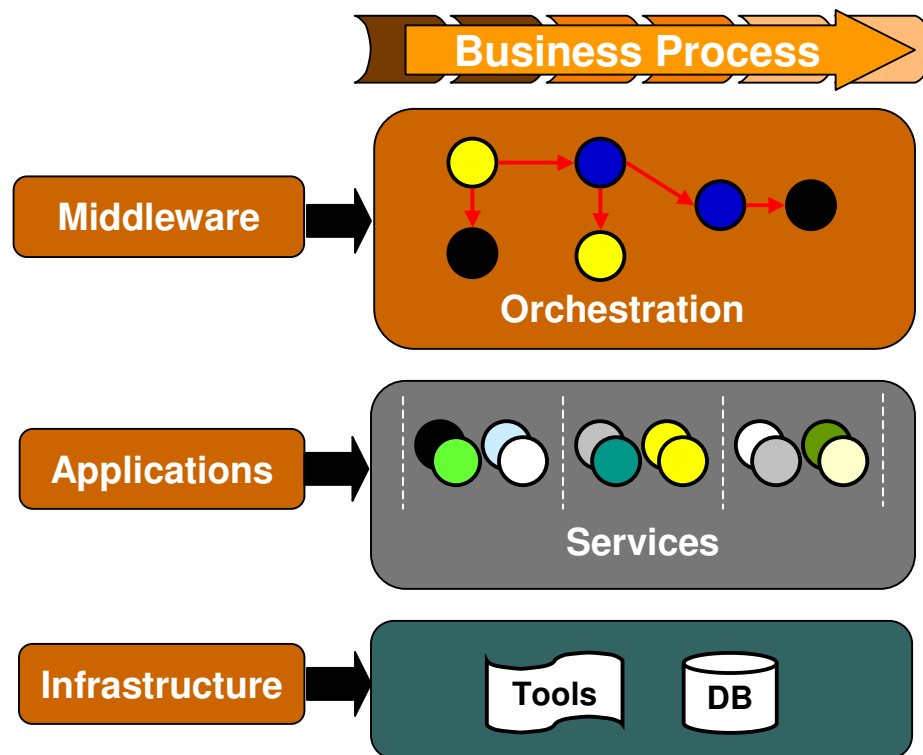 Business Process
Middleware
Orchestration
Applications
Services
Infrastructure
Tools
DB